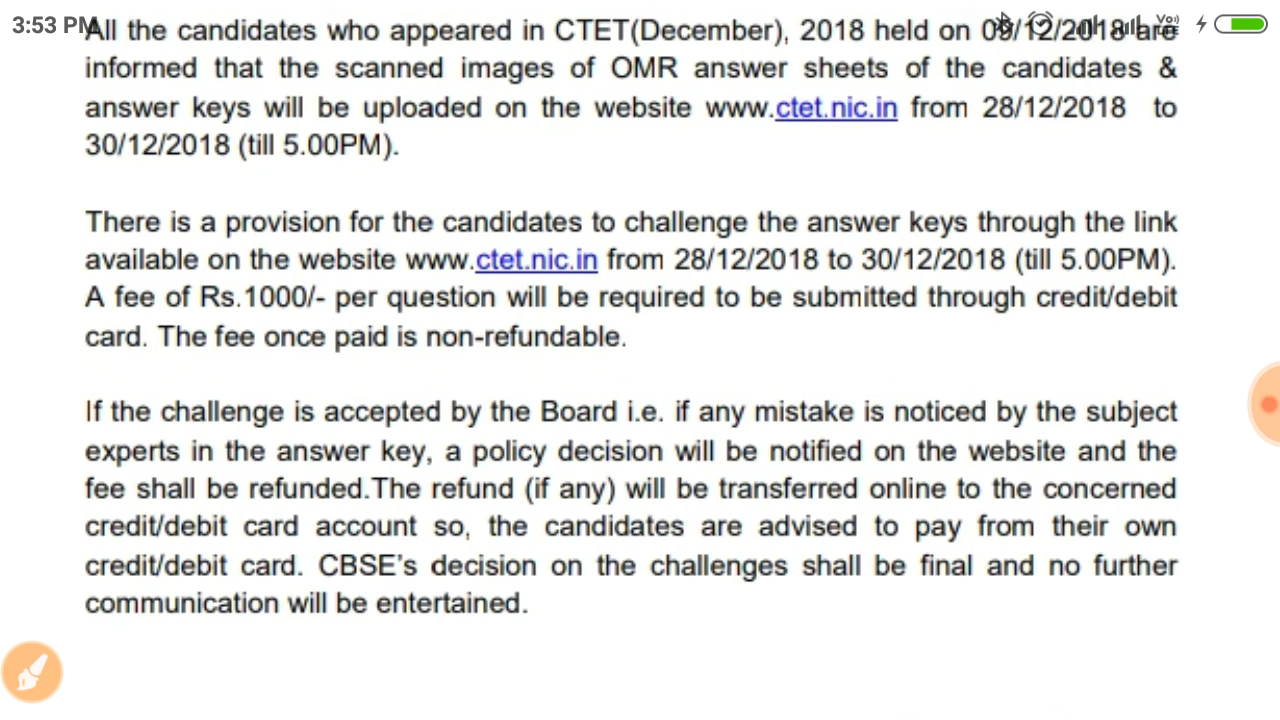 3:53 PM
All the candidates who appeared in CTET(December), 2018 held on 09/12/2018 are
informed that the scanned images of OMR answer sheets of the candidates &
answer keys will be uploaded on the website www.ctet.nic.in from 28/12/2018 to
30/12/2018 (till 5.00PM).
There is a provision for the candidates to challenge the answer keys through the link
available on the website www.ctet.nic.in from 28/12/2018 to 30/12/2018 (till 5.00PM).
A fee of Rs.1000/- per question will be required to be submitted through credit/debit
card. The fee once paid is non-refundable.
If the challenge is accepted by the Board i.e. if any mistake is noticed by the subject
experts in the answer key, a policy decision will be notified on the website and the
fee shall be refunded.The refund (if any) will be transferred online to the concerned
credit/debit card account so, the candidates are advised to pay from their own
credit/debit card. CBSE's decision on the challenges shall be final and no further
communication will be entertained.